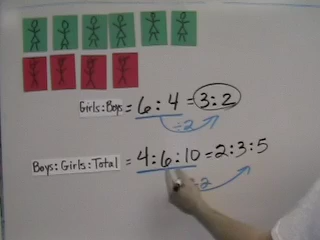 Girls:Boys = 6:4 = 3:2
÷2
Boys:Girls:Total = 4:6:10 = 2:3:5
÷2